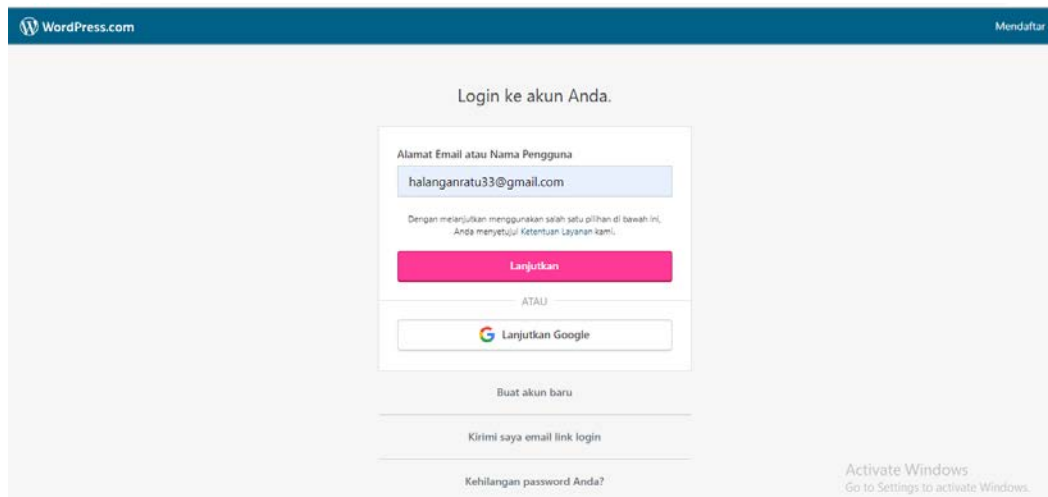 WordPress.com
Mendaftar
Login ke akun Anda.
Alamat Email atau Nama Pengguna
halanganratu33@gmail.com
Dengan melanjutkan menggunakan salah satu pilihan di bawah ini,
Anda menyetujui Ketentuan Layanan kami.
Lanjutkan
ATAU
Lanjutkan Google
Buat akun baru
Kirimi saya email link login
Kehilangan password Anda?
Activate Windows
Go to Settings to activate Windows.